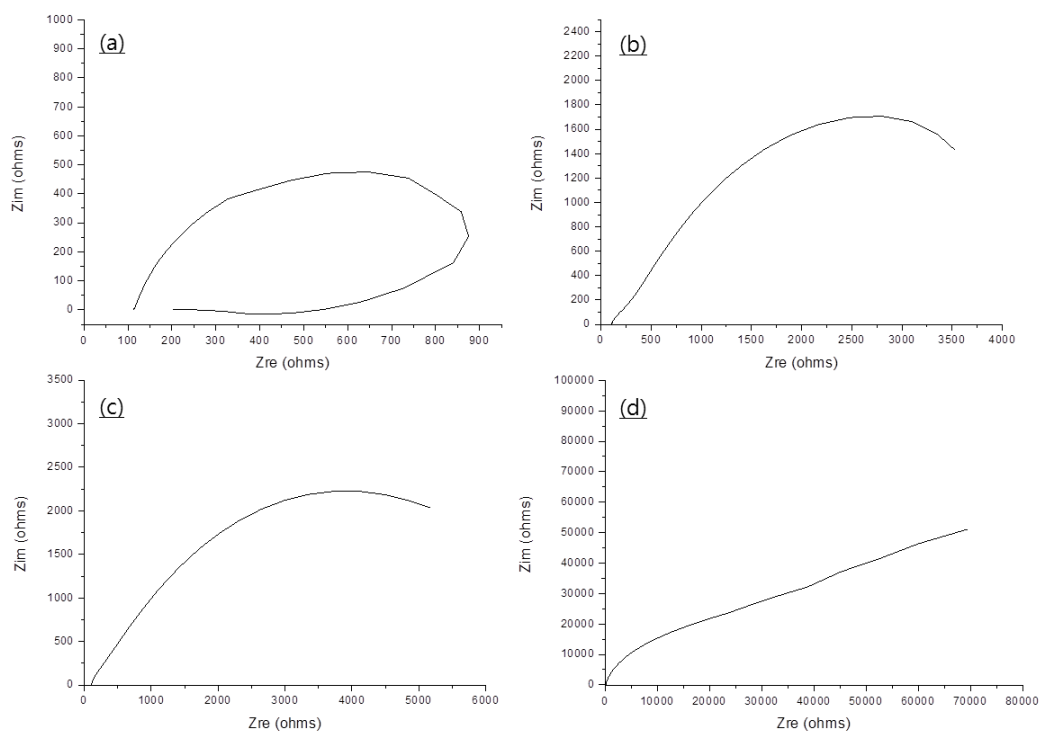 (a)
1000
900
800
700
600
500
400
300
200
100
0
Zim (ohms)
0 100 200 300 400 500 600 700 800 900
Zre (ohms)
(b)
2400
2200
2000
1800
1600
1400
1200
1000
800
600
400
200
0
Zim (ohms)
0 500 1000 1500 2000 2500 3000 3500 4000
Zre (ohms)
(c)
3500
3000
2500
2000
1500
1000
500
0
Zim (ohms)
0 1000 2000 3000 4000 5000 6000
Zre (ohms)
(d)
100000
90000
80000
70000
60000
50000
40000
30000
20000
10000
0
Zim (ohms)
0 10000 20000 30000 40000 50000 60000 70000 80000
Zre (ohms)